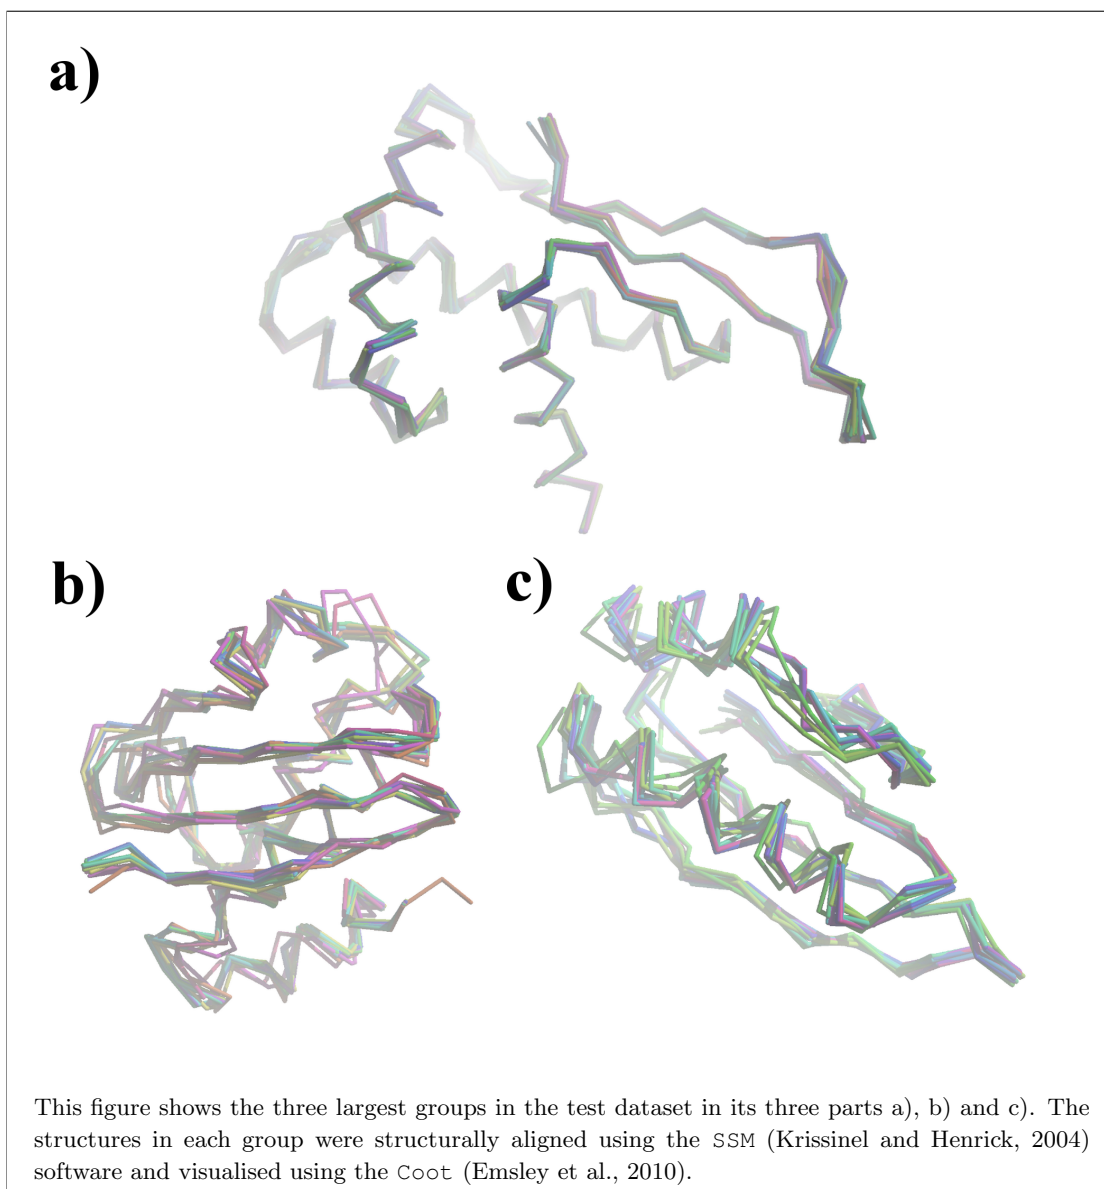 a)
b)
c)
This figure shows the three largest groups in the test dataset in its three parts a), b) and c). The
structures in each group were structurally aligned using the SSM (Krissinel and Henrick, 2004)
software and visualised using the Coot (Emsley et al., 2010).